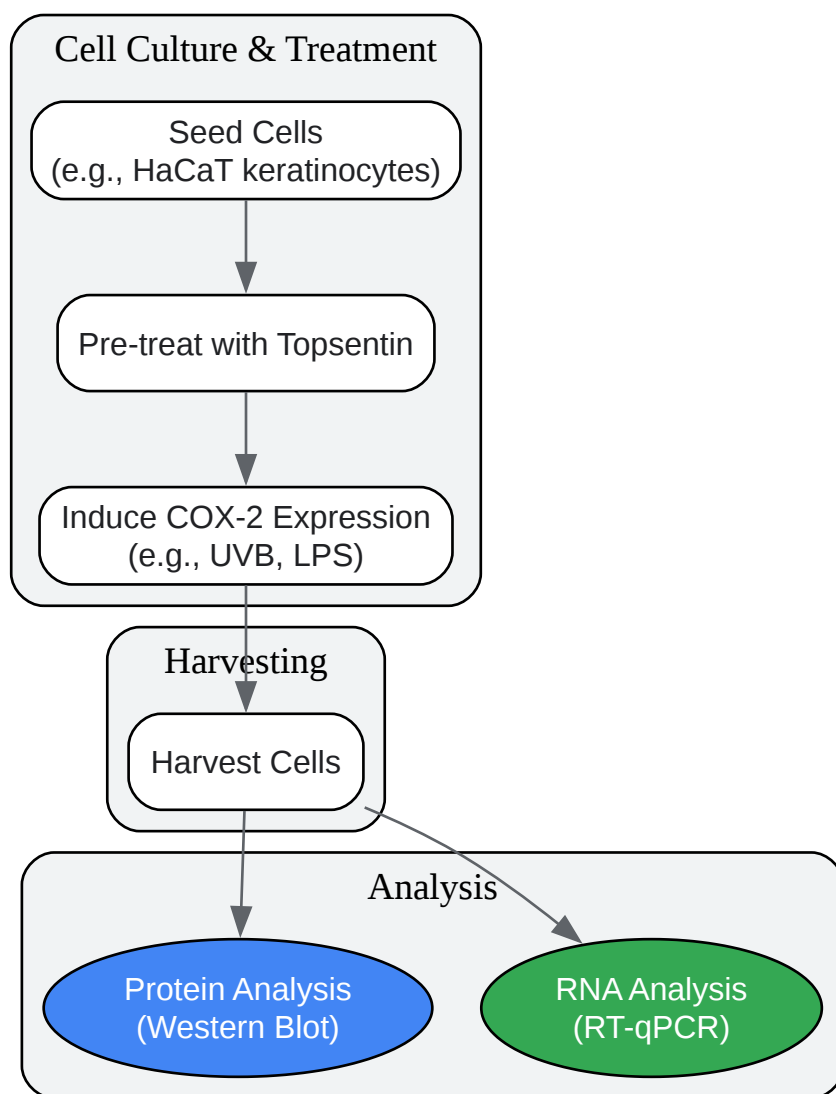 Cell Culture & Treatment
Seed Cells
(e.g., HaCaT keratinocytes)
Pre-treat with Topsentin
Induce COX-2 Expression
(e.g., UVB, LPS)
Harvesting
Harvest Cells
Analysis
Protein Analysis
(Western Blot)
RNA Analysis
(RT-qPCR)